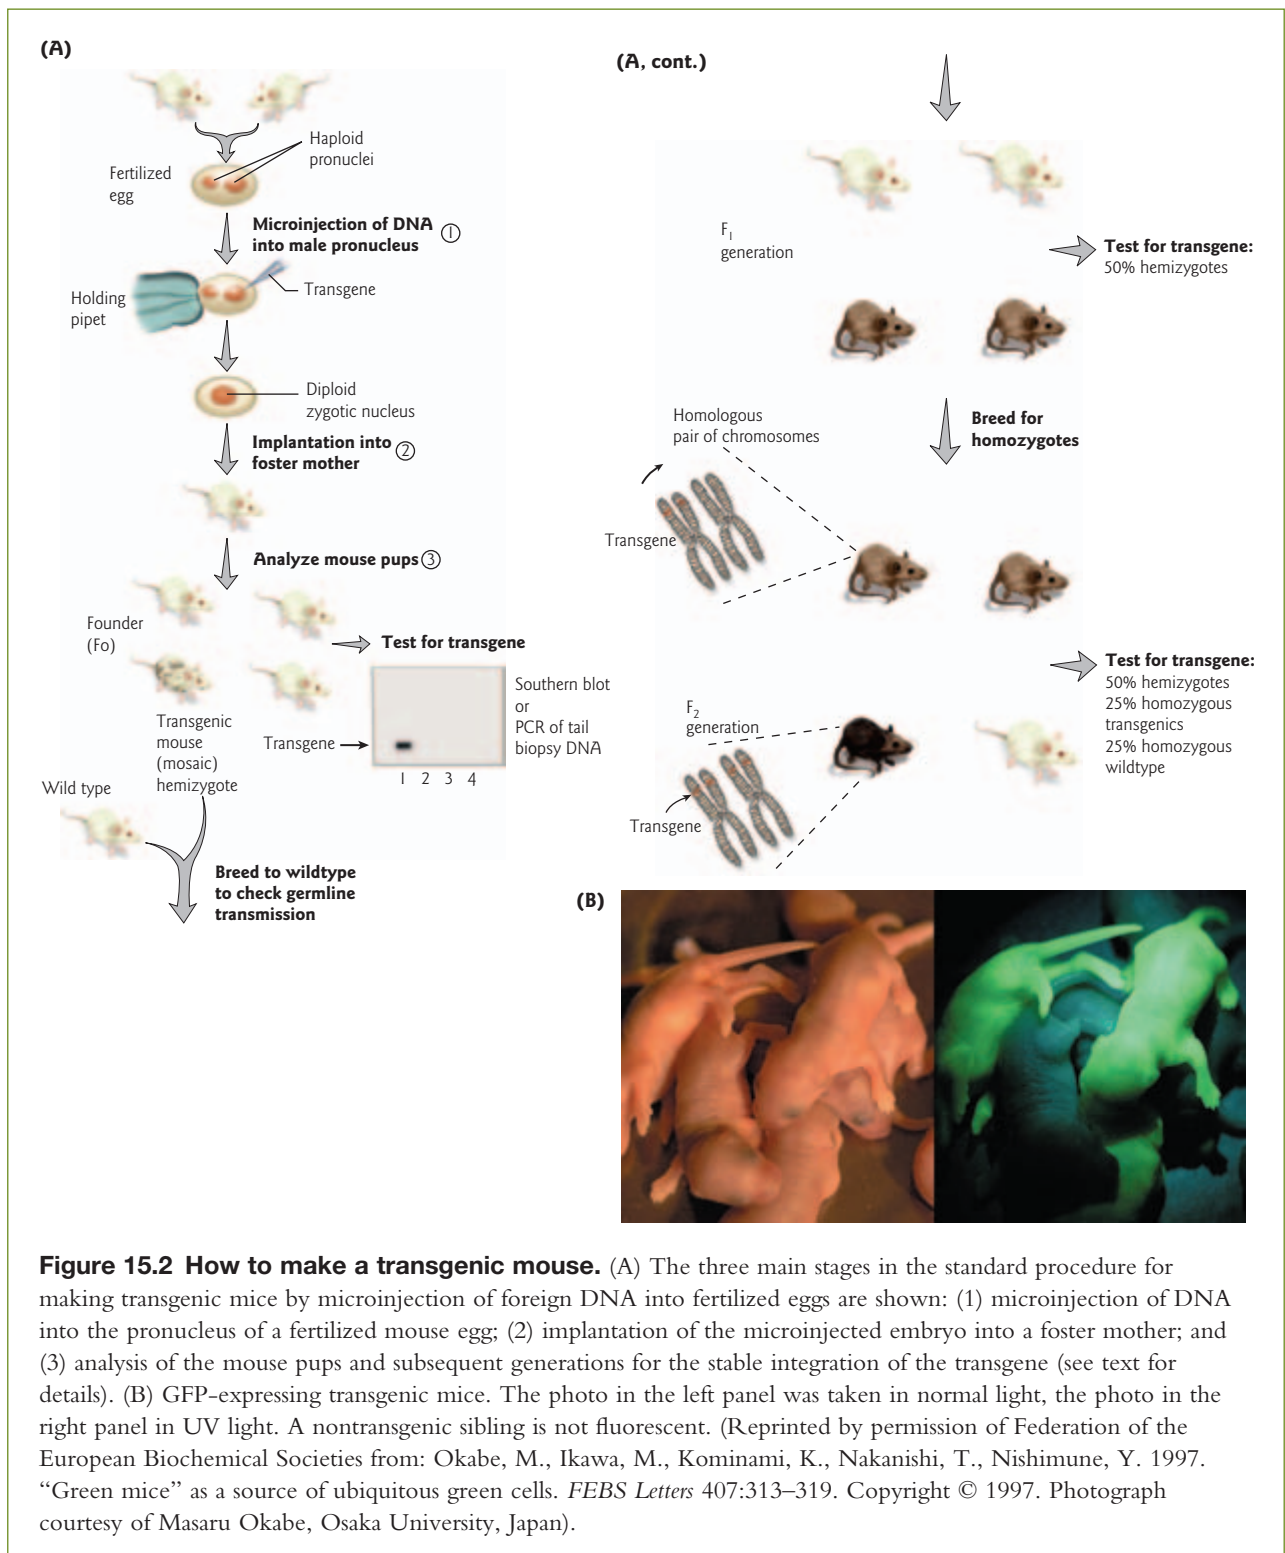 (A)
Haploid
pronuclei
Fertilized
egg
Microinjection of DNA
into male pronucleus
1
Holding
pipet
Transgene
Diploid
zygotic nucleus
Implantation into
foster mother
2
Analyze mouse pups
3
Founder
(Fo)
Test for transgene
Transgenic
mouse
(mosaic)
hemizygote
Transgene
1 2 3 4
Southern blot
or
PCR of tail
biopsy DNA
Wild type
Breed to wildtype
to check germline
transmission
(A, cont.)
F1
generation
Test for transgene:
50% hemizygotes
Breed for
homozygotes
Homologous
pair of chromosomes
Transgene
Test for transgene:
50% hemizygotes
25% homozygous
transgenics
25% homozygous
wildtype
F2
generation
Transgene
(B)
Figure 15.2 How to make a transgenic mouse. (A) The three main stages in the standard procedure for
making transgenic mice by microinjection of foreign DNA into fertilized eggs are shown: (1) microinjection of DNA
into the pronucleus of a fertilized mouse egg; (2) implantation of the microinjected embryo into a foster mother; and
(3) analysis of the mouse pups and subsequent generations for the stable integration of the transgene (see text for
details). (B) GFP-expressing transgenic mice. The photo in the left panel was taken in normal light, the photo in the
right panel in UV light. A nontransgenic sibling is not fluorescent. (Reprinted by permission of Federation of the
European Biochemical Societies from: Okabe, M., Ikawa, M., Kominami, K., Nakanishi, T., Nishimune, Y. 1997.
“Green mice” as a source of ubiquitous green cells. FEBS Letters 407:313–319. Copyright © 1997. Photograph
courtesy of Masaru Okabe, Osaka University, Japan).